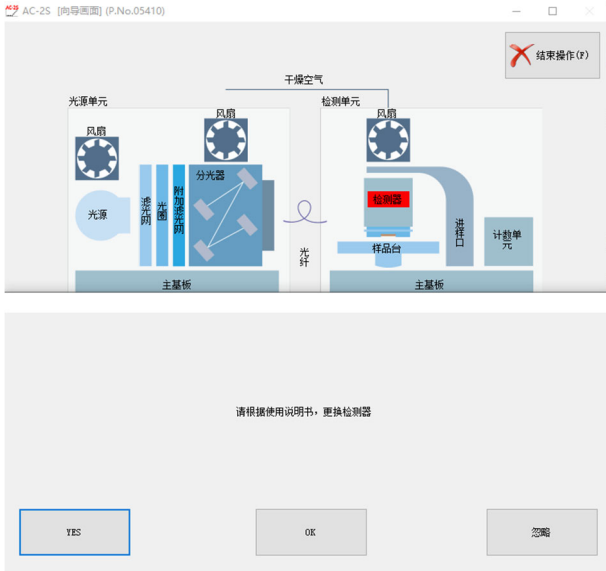 AC-2S [向导画面] (P.No.05410)
结束操作(F)
干燥空气
光源单元
检测单元
风扇
风扇
风扇
分光器
光源
滤光网
光圈
附加滤光网
检测器
进样口
计数单元
样品台
光纤
主基板
主基板
请根据使用说明书，更换检测器
YES
OK
忽略